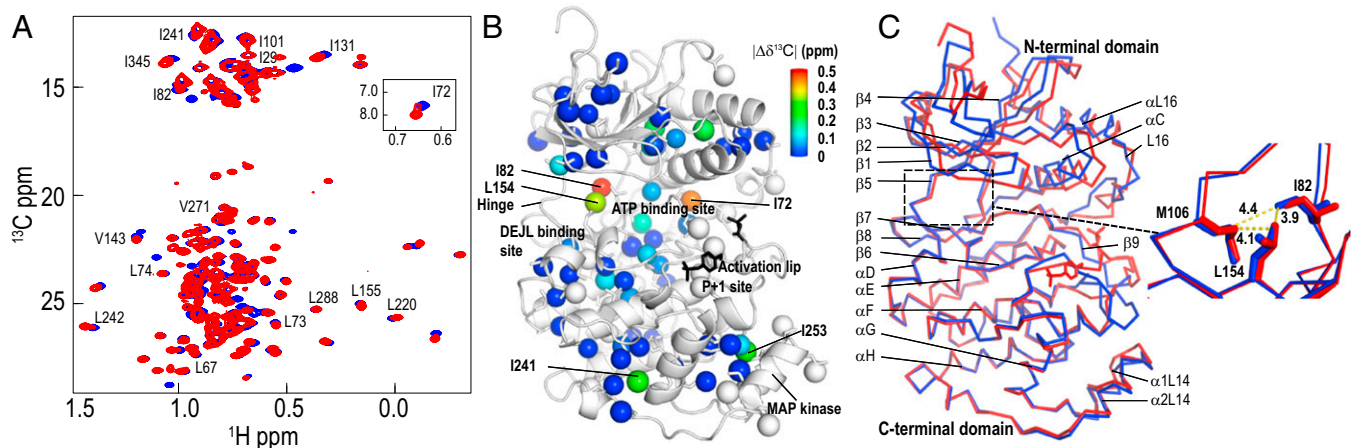 A
I241
I101
I131
I345
I29
I82
I72
7.0
8.0
0.7
0.6
15
20
25
13C ppm
V271
V143
L74
L288
L155
L220
L242
L73
L67
1.5
1.0
0.5
0.0
1H ppm
B
|Δδ13C| (ppm)
0.5
0.4
0.3
0.2
0.1
0
I82
L154
Hinge
ATP binding site
I72
DEJL binding
site
Activation lip
P+1 site
I253
I241
MAP kinase
insert
C
N-terminal domain
β4
β3
β2
β1
β5
β7
β8
β6
αD
αE
αF
αG
αH
αL16
αC
L16
β9
α1L14
α2L14
C-terminal domain
I82
M106
4.4
3.9
4.1
L154